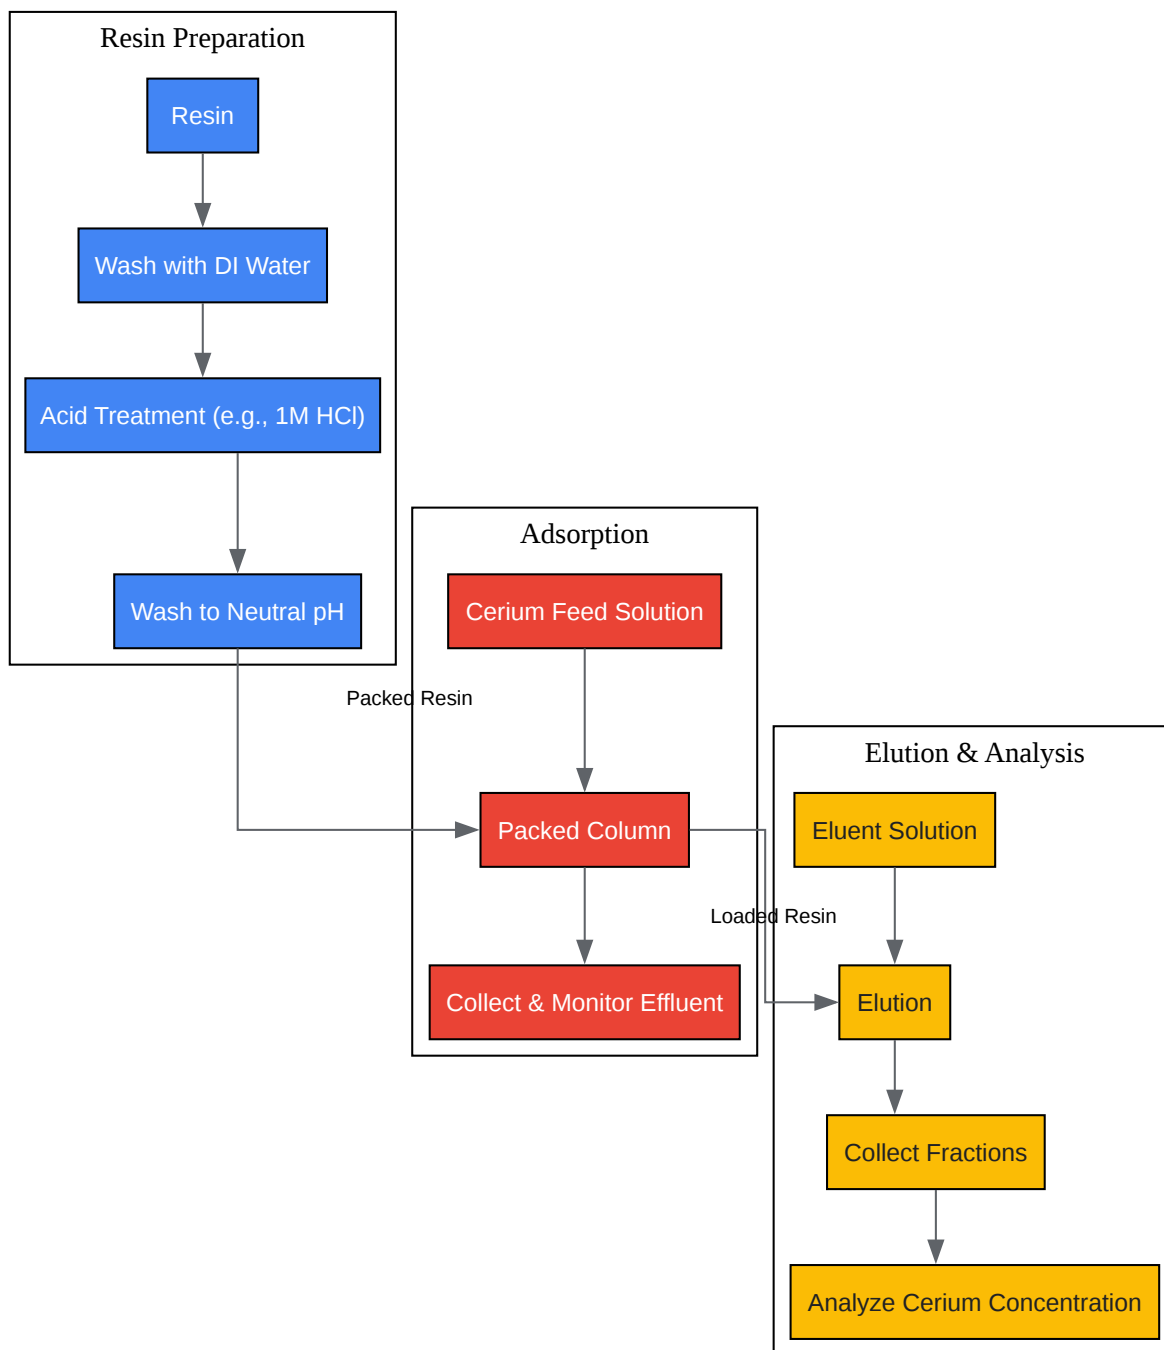 Resin Preparation
Resin
Wash with DI Water
Acid Treatment (e.g., 1M HCl)
Wash to Neutral pH
Packed Resin
Adsorption
Cerium Feed Solution
Packed Column
Collect & Monitor Effluent
Loaded Resin
Elution & Analysis
Eluent Solution
Elution
Collect Fractions
Analyze Cerium Concentration